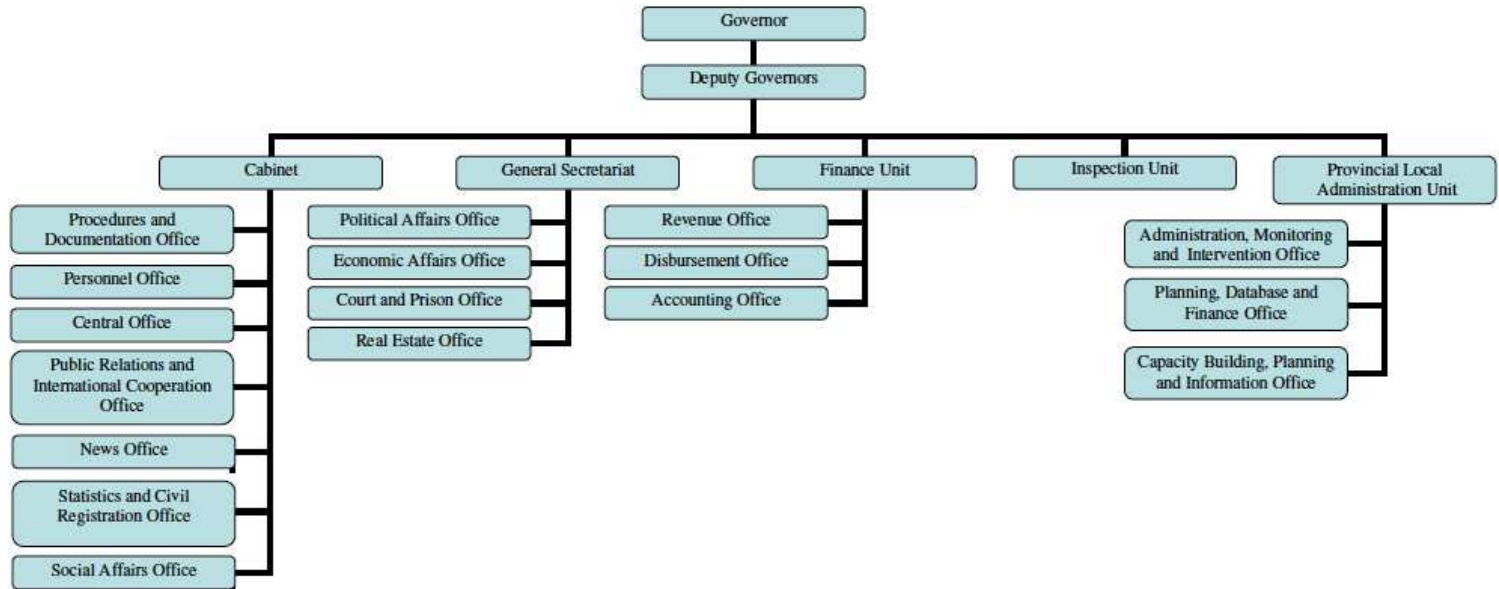 Governor
Deputy Governors
Cabinet
General Secretariat
Finance Unit
Inspection Unit
Provincial Local
Administration Unit
Procedures and
Documentation Office
Personnel Office
Central Office
Public Relations and
International Cooperation
Office
News Office
Statistics and Civil
Registration Office
Social Affairs Office
Political Affairs Office
Economic Affairs Office
Court and Prison Office
Real Estate Office
Revenue Office
Disbursement Office
Accounting Office
Administration, Monitoring
and Intervention Office
Planning, Database and
Finance Office
Capacity Building, Planning
and Information Office